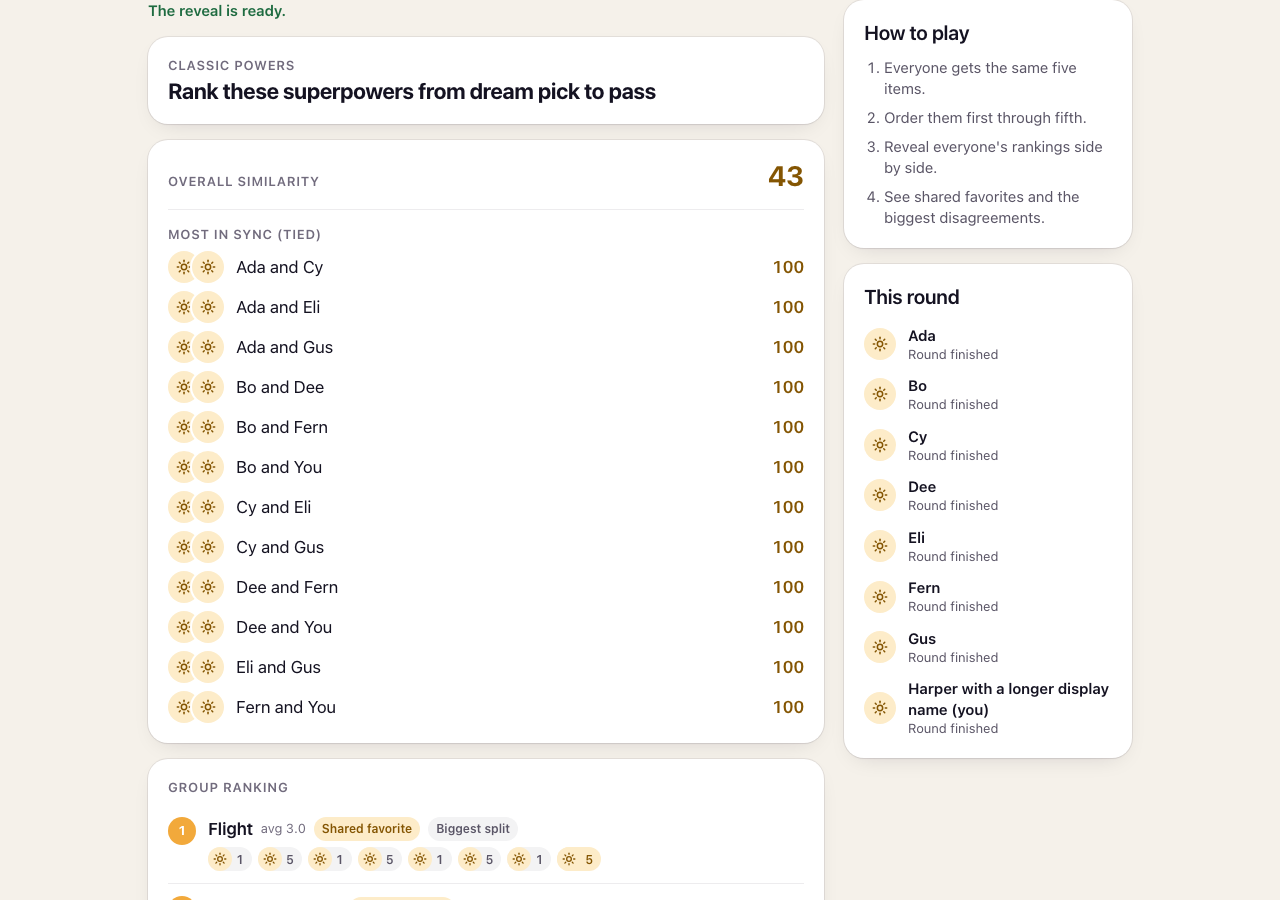 The reveal is ready.
CLASSIC POWERS
Rank these superpowers from dream pick to pass
OVERALL SIMILARITY
43
MOST IN SYNC (TIED)
Ada and Cy 100
Ada and Eli 100
Ada and Gus 100
Bo and Dee 100
Bo and Fern 100
Bo and You 100
Cy and Eli 100
Cy and Gus 100
Dee and Fern 100
Dee and You 100
Eli and Gus 100
Fern and You 100
GROUP RANKING
1 Flight avg 3.0 Shared favorite Biggest split
1 5 1 5 1 5 1 5
How to play
1. Everyone gets the same five
items.
2. Order them first through fifth.
3. Reveal everyone's rankings side
by side.
4. See shared favorites and the
biggest disagreements.
This round
Ada
Round finished
Bo
Round finished
Cy
Round finished
Dee
Round finished
Eli
Round finished
Fern
Round finished
Gus
Round finished
Harper with a longer display
name (you)
Round finished